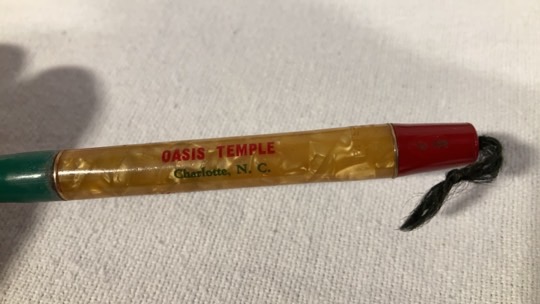 OASIS TEMPLE
Charlotte, N. C.